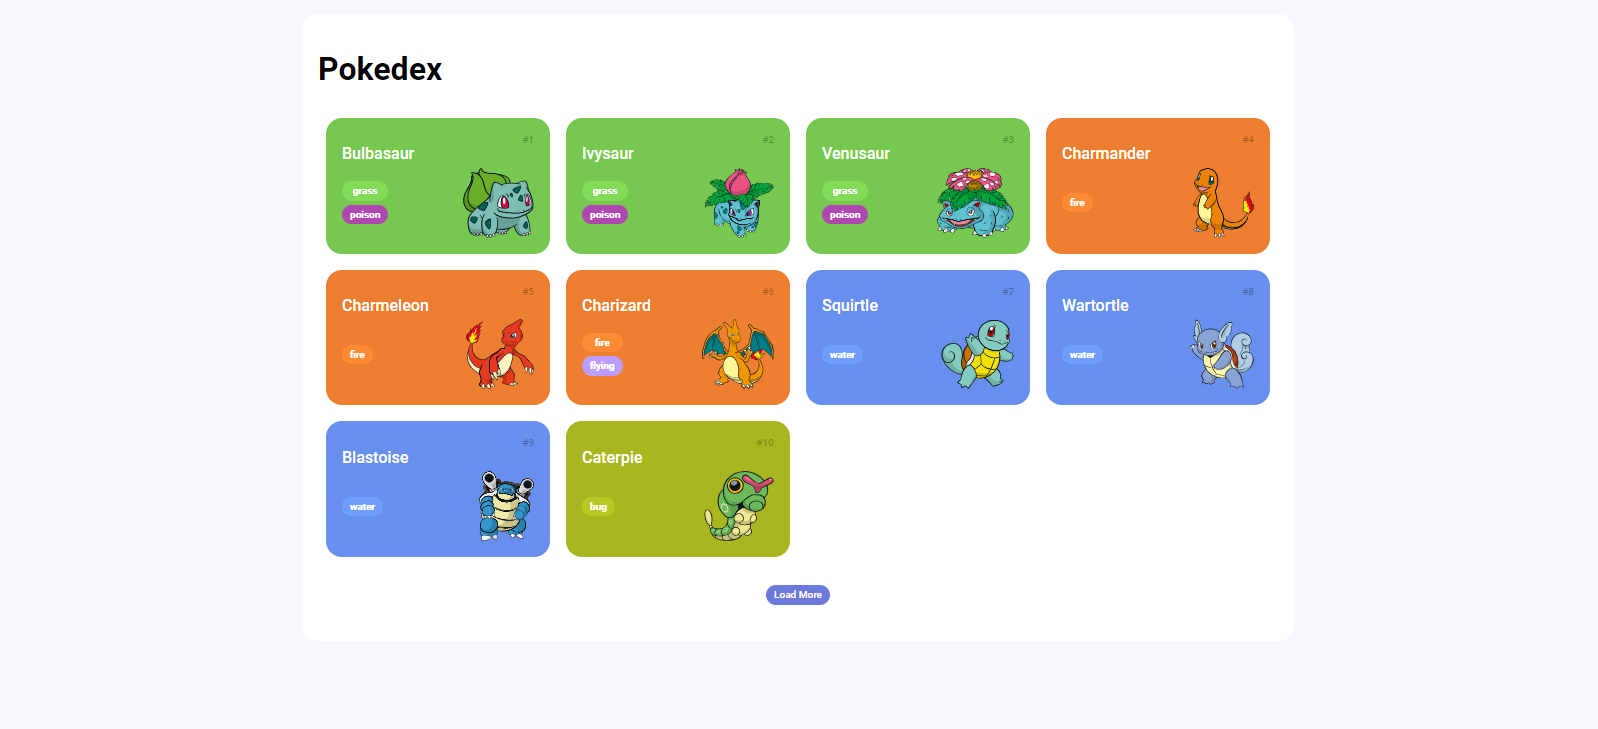 Pokedex
#1
Bulbasaur
grass
poison
#2
Ivysaur
grass
poison
#3
Venusaur
grass
poison
#4
Charmander
fire
#5
Charmeleon
fire
#6
Charizard
fire
flying
#7
Squirtle
water
#8
Wartortle
water
#9
Blastoise
water
#10
Caterpie
bug
Load More